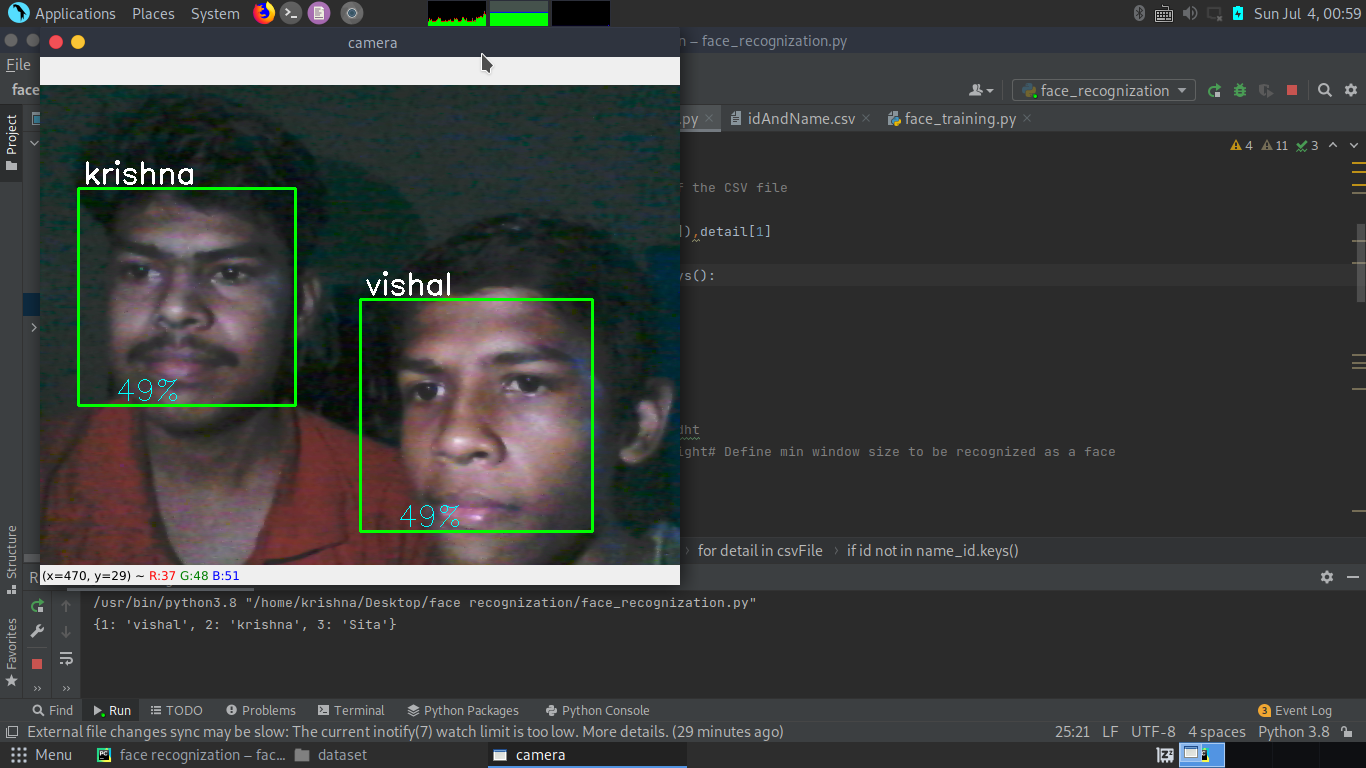 Applications Places System
Sun Jul 4, 00:59
camera
n – face_recognization.py
File
face
face_recognization
Project
.py
idAndName.csv
face_training.py
4 11 3
krishna
49%
vishal
49%
f the CSV file
]),detail[1]
ys():
dht
ight# Define min window size to be recognized as a face
for detail in csvFile › if id not in name_id.keys()
(x=470, y=29) ~ R:37 G:48 B:51
R
Structure
Favorites
/usr/bin/python3.8 "/home/krishna/Desktop/face recognization/face_recognization.py"
{1: 'vishal', 2: 'krishna', 3: 'Sita'}
Find Run TODO Problems Terminal Python Packages Python Console
3 Event Log
External file changes sync may be slow: The current inotify(7) watch limit is too low. More details. (29 minutes ago)
25:21 LF UTF-8 4 spaces Python 3.8
Menu
face recognization – fac...
dataset
camera